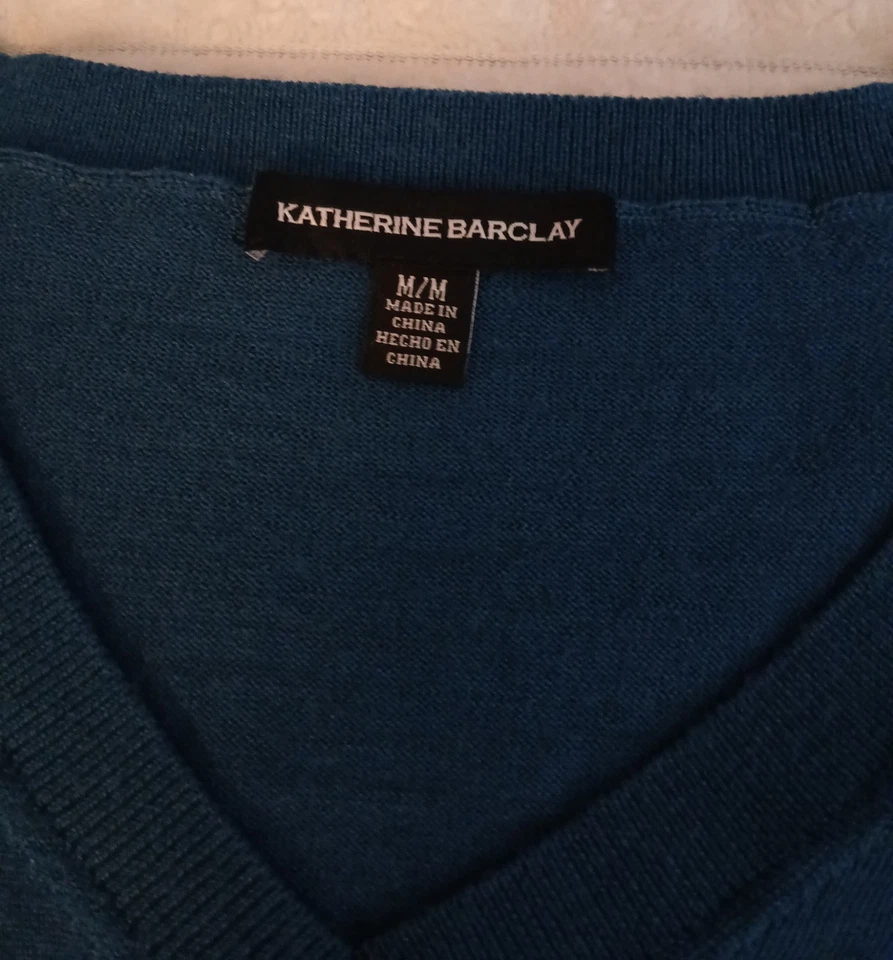 KATHERINE BARCLAY
M/M
MADE IN
CHINA
HECHO EN
CHINA